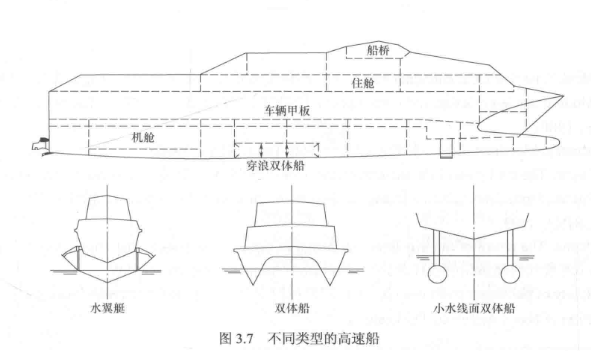 船桥
住舱
车辆甲板
机舱
穿浪双体船
水翼艇
双体船
小水线面双体船
图 3.7 不同类型的高速船